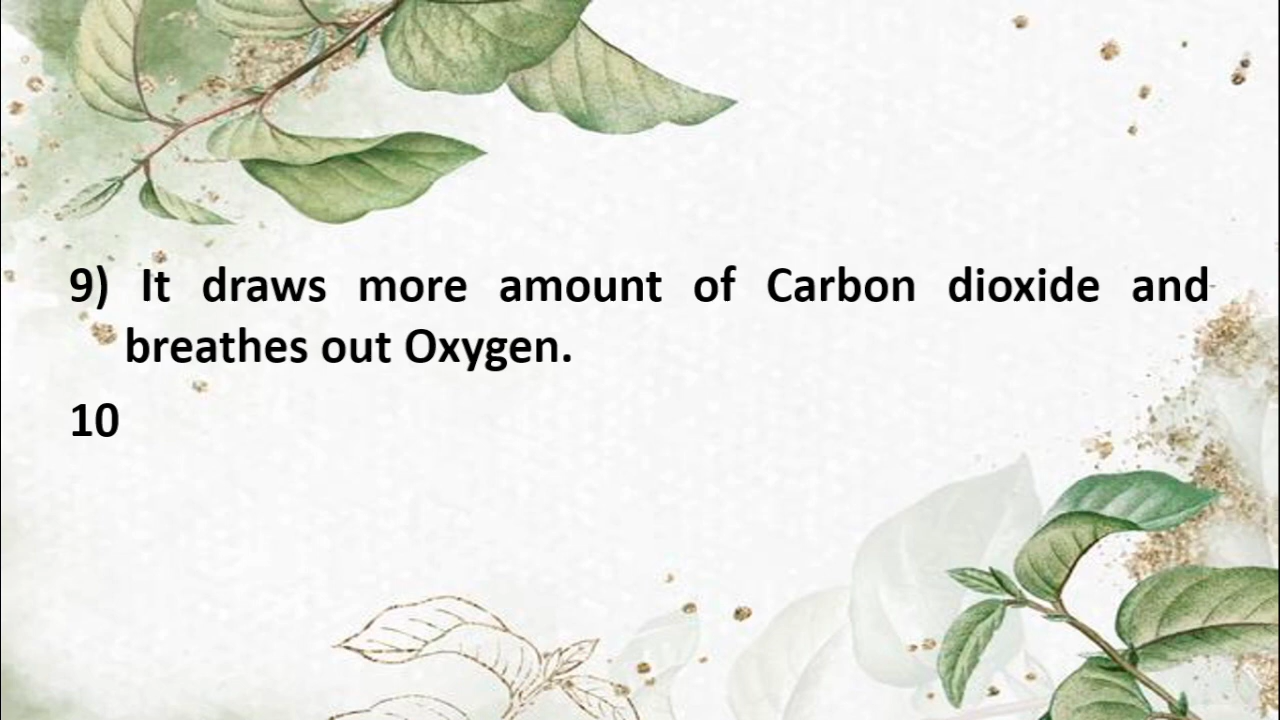 9) It draws more amount of Carbon dioxide and
breathes out Oxygen.
10